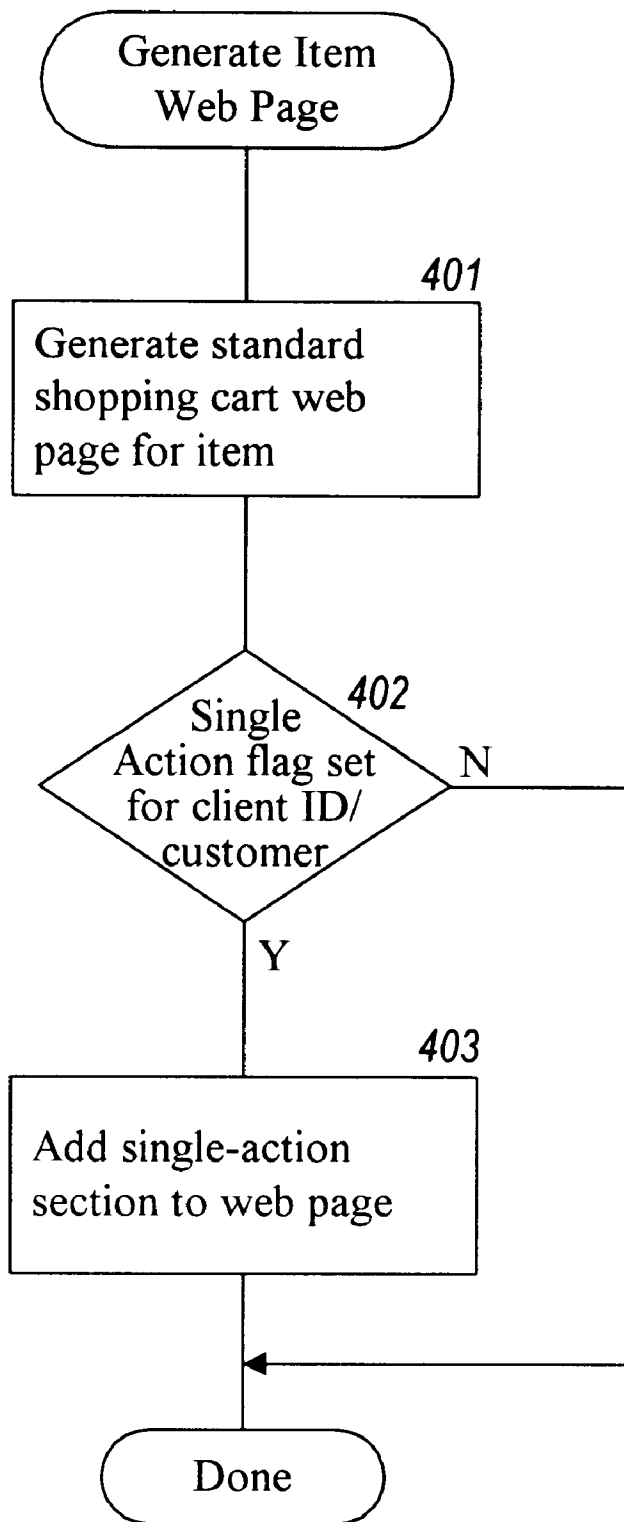 Generate Item
Web Page
401
Generate standard
shopping cart web
page for item
402
Single
Action flag set
for client ID/
customer
N
Y
403
Add single-action
section to web page
Done